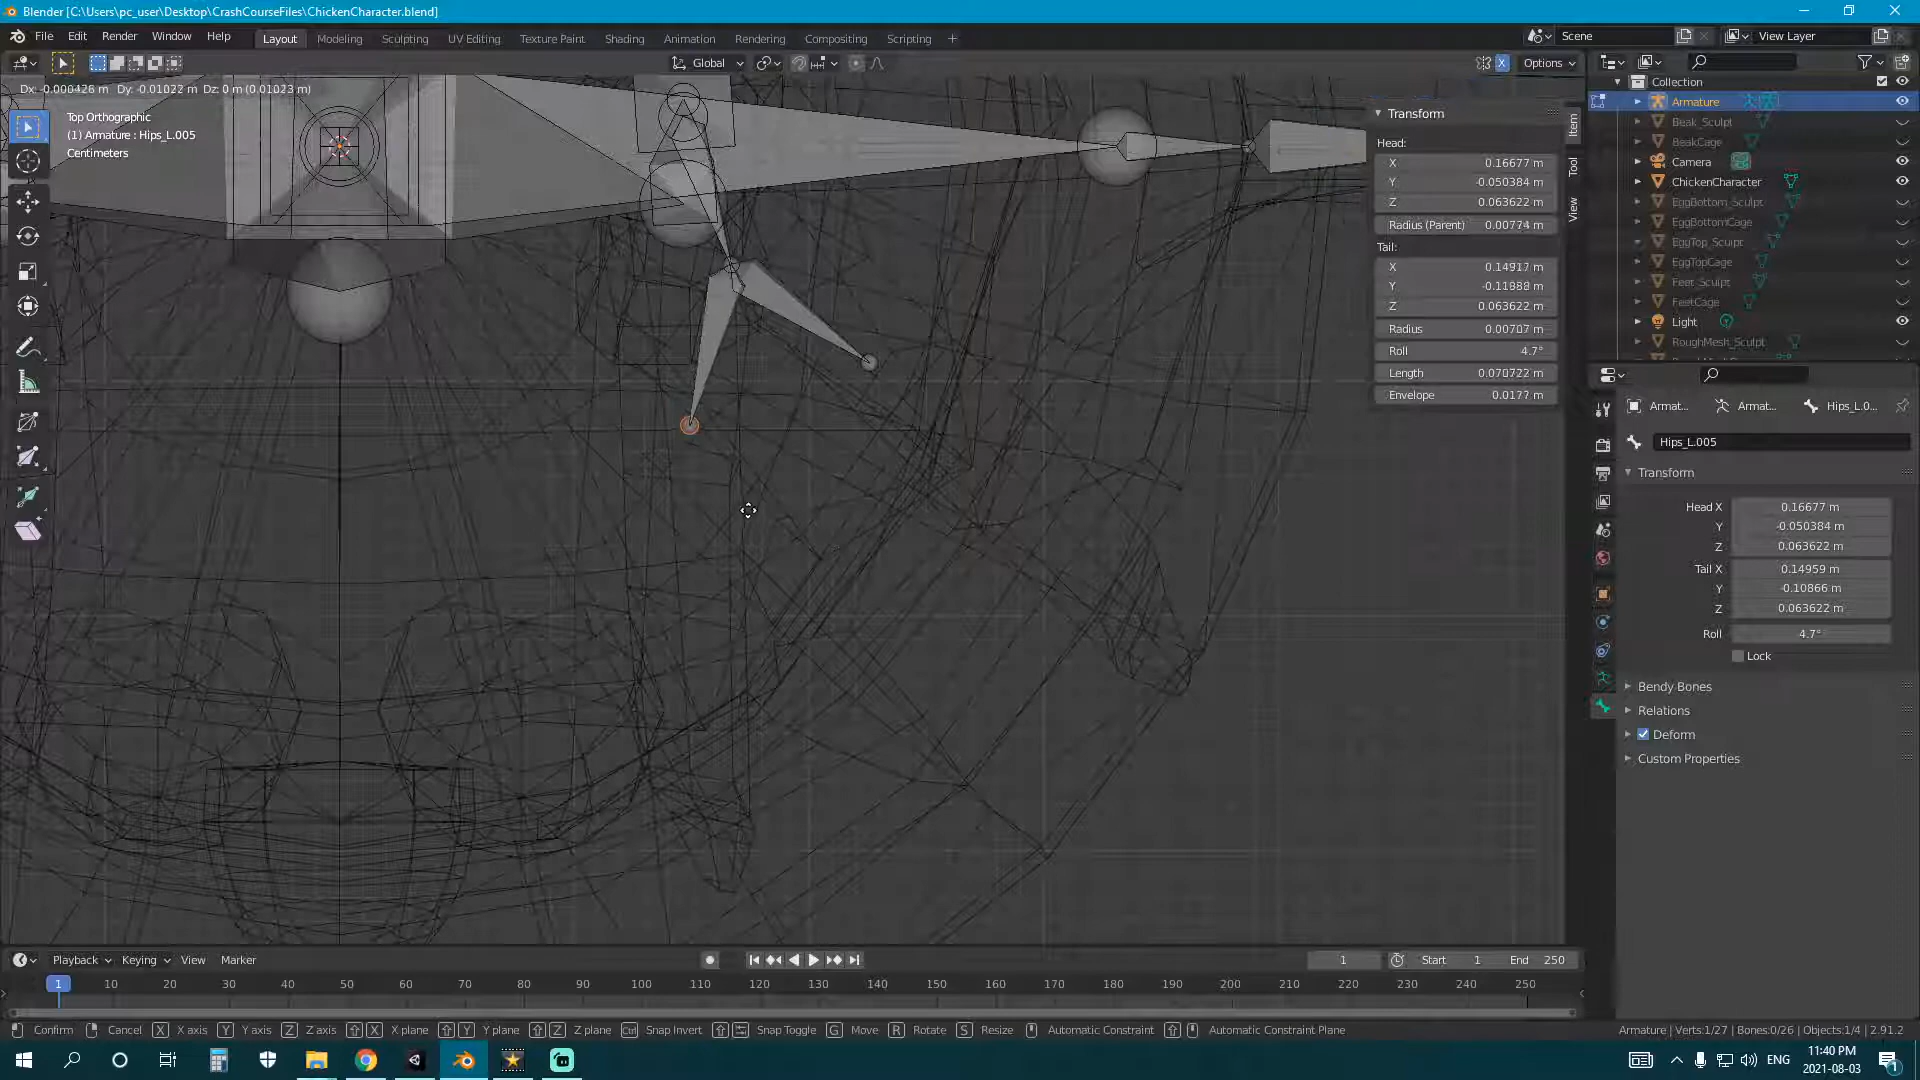 Blender [C:\Users\pc_user\Desktop\CrashCourseFiles\ChickenCharacter.blend]
File Edit Render Window Help Layout Modeling Sculpting UV Editing Texture Paint Shading Animation Rendering Compositing Scripting + Scene View Layer
Global X Options
Dx: -0.000426 m Dy: -0.01022 m Dz: 0 m (0.01023 m)
Top Orthographic
(1) Armature : Hips_L.005
Centimeters
Transform
Head:
X 0.16677 m
Y -0.050384 m
Z 0.063622 m
Radius (Parent) 0.00774 m
Tail:
X 0.14917 m
Y -0.11888 m
Z 0.063622 m
Radius 0.00707 m
Roll 4.7°
Length 0.070722 m
Envelope 0.0177 m
Item
Tool
View
Collection
Armature
Beak_Sculpt
BeakCage
Camera
ChickenCharacter
EggBottom_Sculpt
EggBottomCage
EggTop_Sculpt
EggTopCage
Feet_Sculpt
FeetCage
Light
RoughMesh_Sculpt
Armat... Armat... Hips_L.0...
Hips_L.005
Transform
Head X 0.16677 m
Y -0.050384 m
Z 0.063622 m
Tail X 0.14959 m
Y -0.10866 m
Z 0.063622 m
Roll 4.7°
Lock
Bendy Bones
Relations
Deform
Custom Properties
Playback Keying View Marker 1 Start 1 End 250
1 10 20 30 40 50 60 70 80 90 100 110 120 130 140 150 160 170 180 190 200 210 220 230 240 250
Confirm Cancel X X axis Y Y axis Z Z axis X X plane Y Y plane Z Z plane Ctrl Snap Invert Snap Toggle G Move R Rotate S Resize Automatic Constraint Automatic Constraint Plane Armature | Verts:1/27 | Bones:0/26 | Objects:1/4 | 2.91.2
ENG 11:40 PM
2021-08-03
1